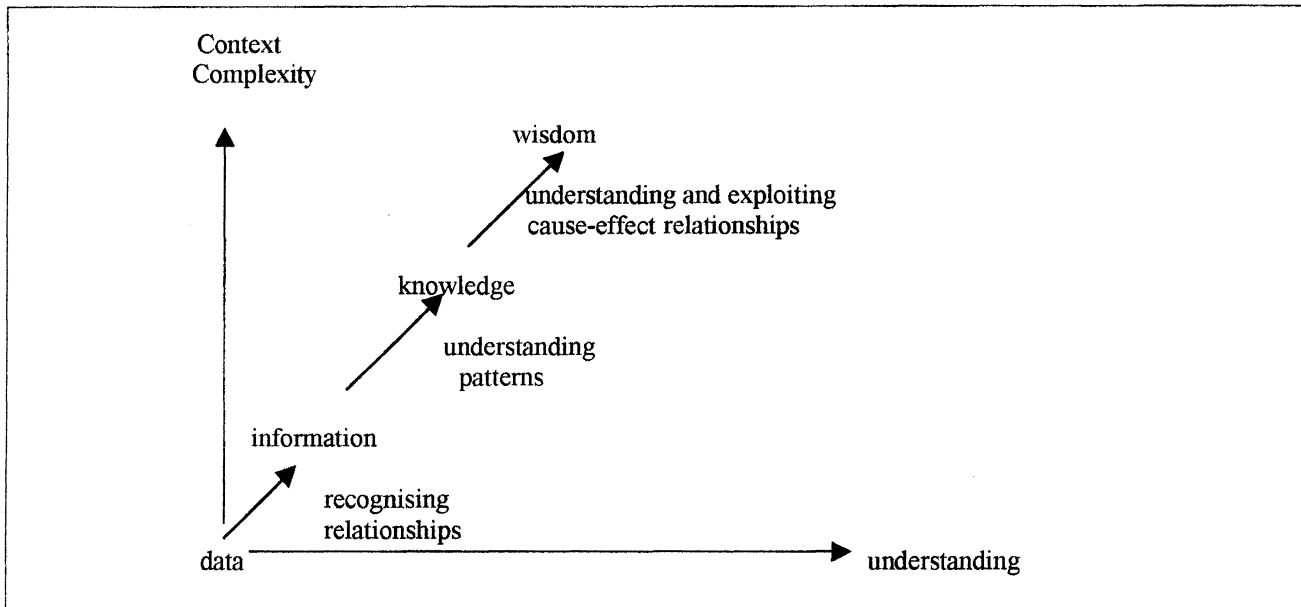 Context
Complexity
wisdom
understanding and exploiting
cause-effect relationships
knowledge
understanding
patterns
information
recognising
relationships
data
understanding